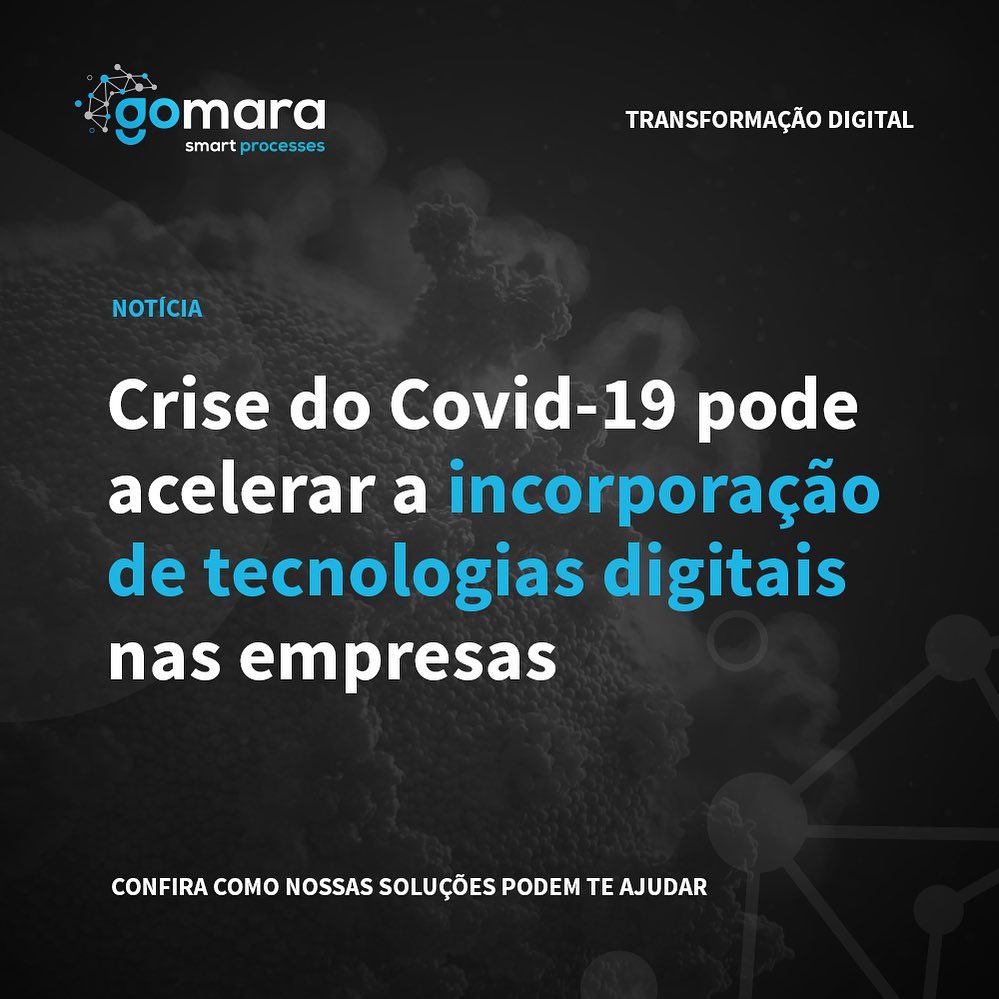 gomara
smart processes
TRANSFORMAÇÃO DIGITAL
NOTÍCIA
Crise do Covid-19 pode
acelerar a incorporação
de tecnologias digitais
nas empresas
CONFIRA COMO NOSSAS SOLUÇÕES PODEM TE AJUDAR